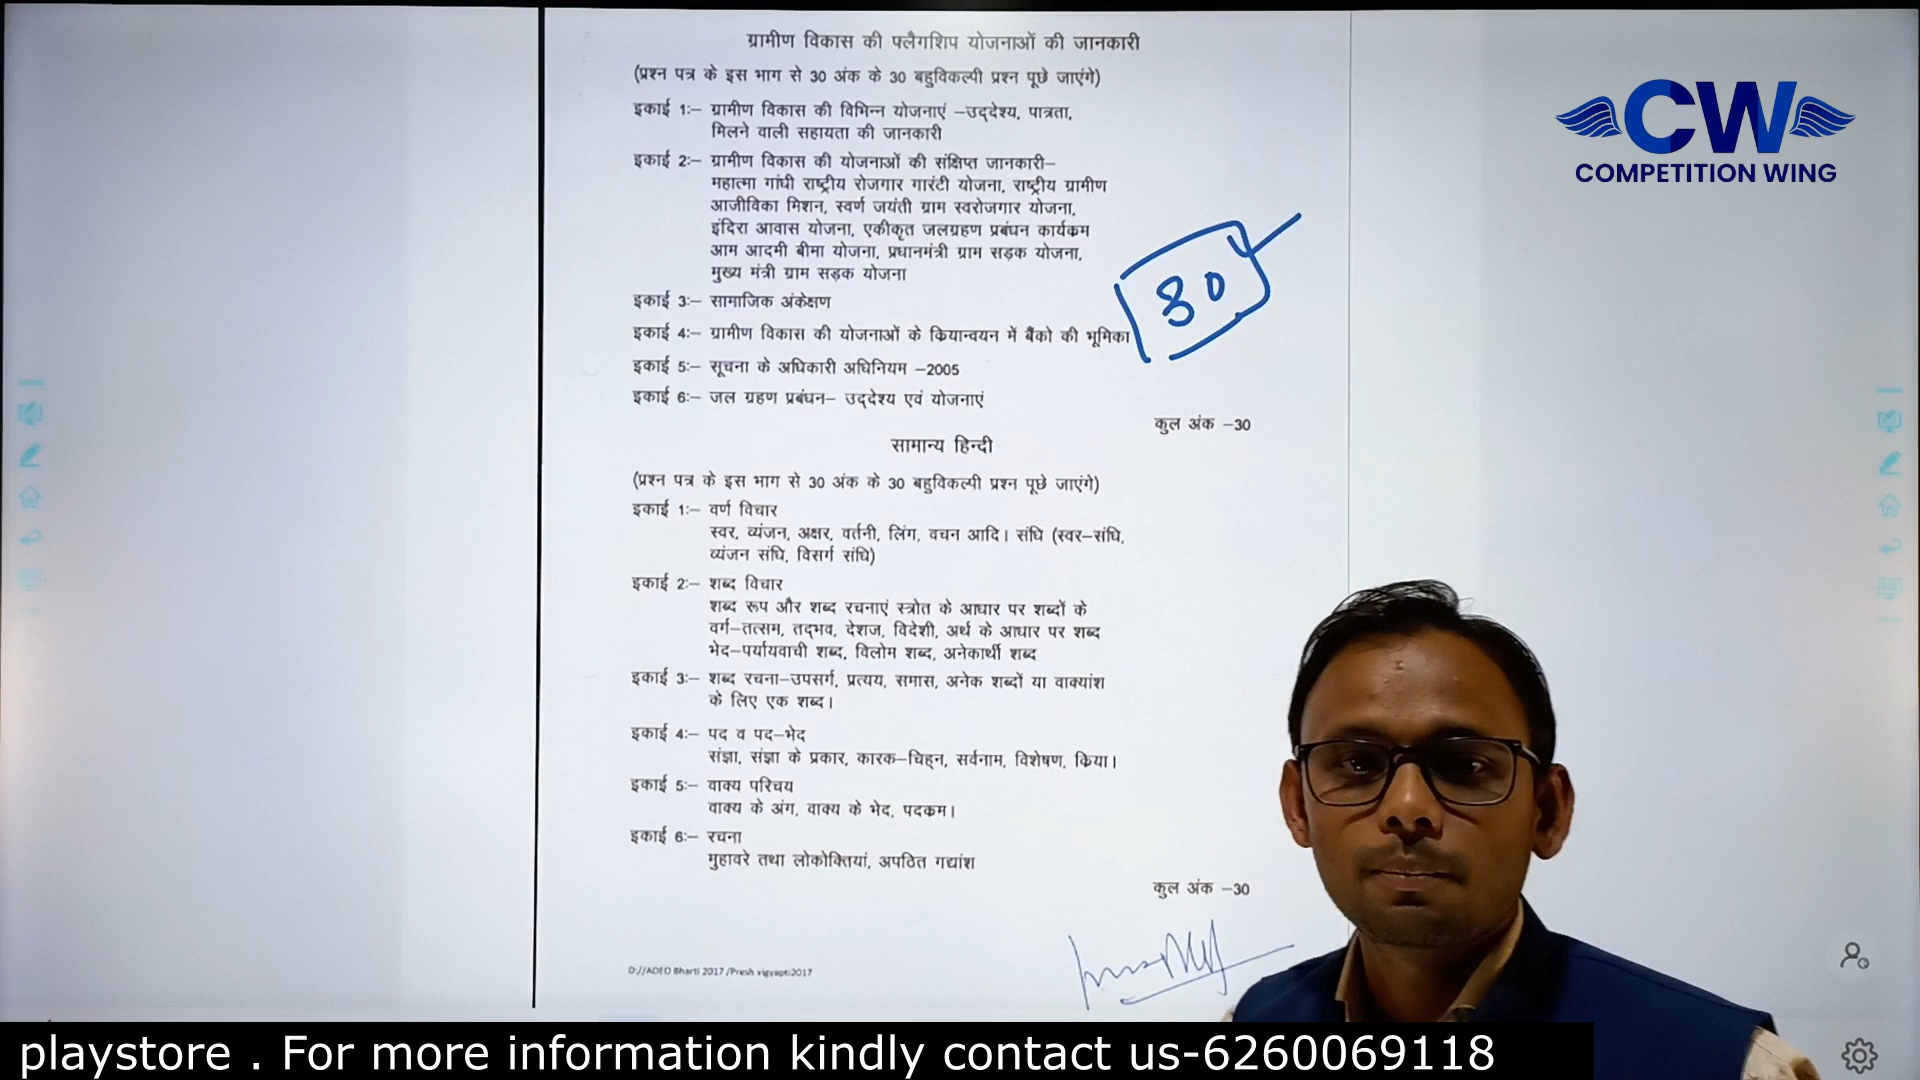 ग्रामीण विकास की फ्लैगशिप योजनाओं की जानकारी
(प्रश्न पत्र के इस भाग से 30 अंक के 30 बहुविकल्पी प्रश्न पूछे जाएंगे)
इकाई 1:– ग्रामीण विकास की विभिन्न योजनाएं –उद्देश्य, पात्रता,
मिलने वाली सहायता की जानकारी
इकाई 2:– ग्रामीण विकास की योजनाओं की संक्षिप्त जानकारी–
महात्मा गांधी राष्ट्रीय रोजगार गारंटी योजना, राष्ट्रीय ग्रामीण
आजीविका मिशन, स्वर्ण जयंती ग्राम स्वरोजगार योजना,
इंदिरा आवास योजना, एकीकृत जलग्रहण प्रबंधन कार्यकम
आम आदमी बीमा योजना, प्रधानमंत्री ग्राम सड़क योजना,
मुख्य मंत्री ग्राम सड़क योजना
इकाई 3:– सामाजिक अंकेक्षण
इकाई 4:– ग्रामीण विकास की योजनाओं के कियान्वयन में बैंको की भूमिका
इकाई 5:– सूचना के अधिकारी अधिनियम –2005
इकाई 6:– जल ग्रहण प्रबंधन– उद्देश्य एवं योजनाएं
कुल अंक –30
30
सामान्य हिन्दी
(प्रश्न पत्र के इस भाग से 30 अंक के 30 बहुविकल्पी प्रश्न पूछे जाएंगे)
इकाई 1:– वर्ण विचार
स्वर, व्यंजन, अक्षर, वर्तनी, लिंग, वचन आदि। संधि (स्वर–संधि,
व्यंजन संधि, विसर्ग संधि)
इकाई 2:– शब्द विचार
शब्द रूप और शब्द रचनाएं स्त्रोत के आधार पर शब्दों के
वर्ग–तत्सम, तद्भव, देशज, विदेशी, अर्थ के आधार पर शब्द
भेद–पर्यायवाची शब्द, विलोम शब्द, अनेकार्थी शब्द
इकाई 3:– शब्द रचना–उपसर्ग, प्रत्यय, समास, अनेक शब्दों या वाक्यांश
के लिए एक शब्द।
इकाई 4:– पद व पद–भेद
संज्ञा, संज्ञा के प्रकार, कारक–चिह्न, सर्वनाम, विशेषण, किया।
इकाई 5:– वाक्य परिचय
वाक्य के अंग, वाक्य के भेद, पदकम।
इकाई 6:– रचना
मुहावरे तथा लोकोक्तियां, अपठित गद्यांश
कुल अंक –30
D://ADEO Bharti 2017 /Presh vigyapti2017
CW
COMPETITION WING
playstore . For more information kindly contact us-6260069118